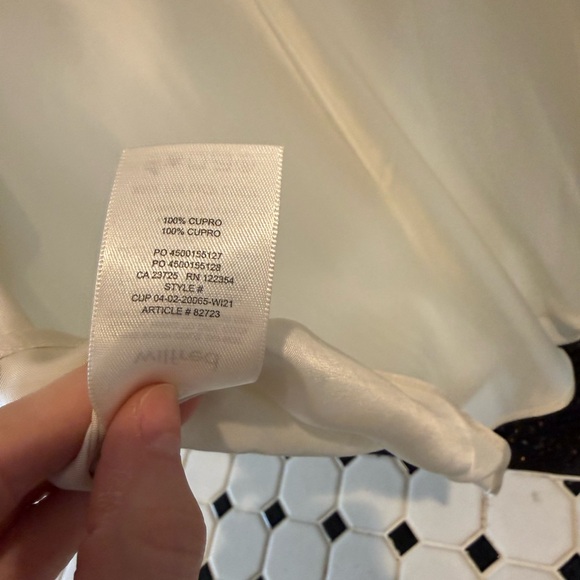 100% CUPRO
100% CUPRO
PO 4500155127
PO 4500155128
CA 23725 RN 122354
STYLE #
CUP 04-02-20065-WI21
ARTICLE # 82723
Wilfred